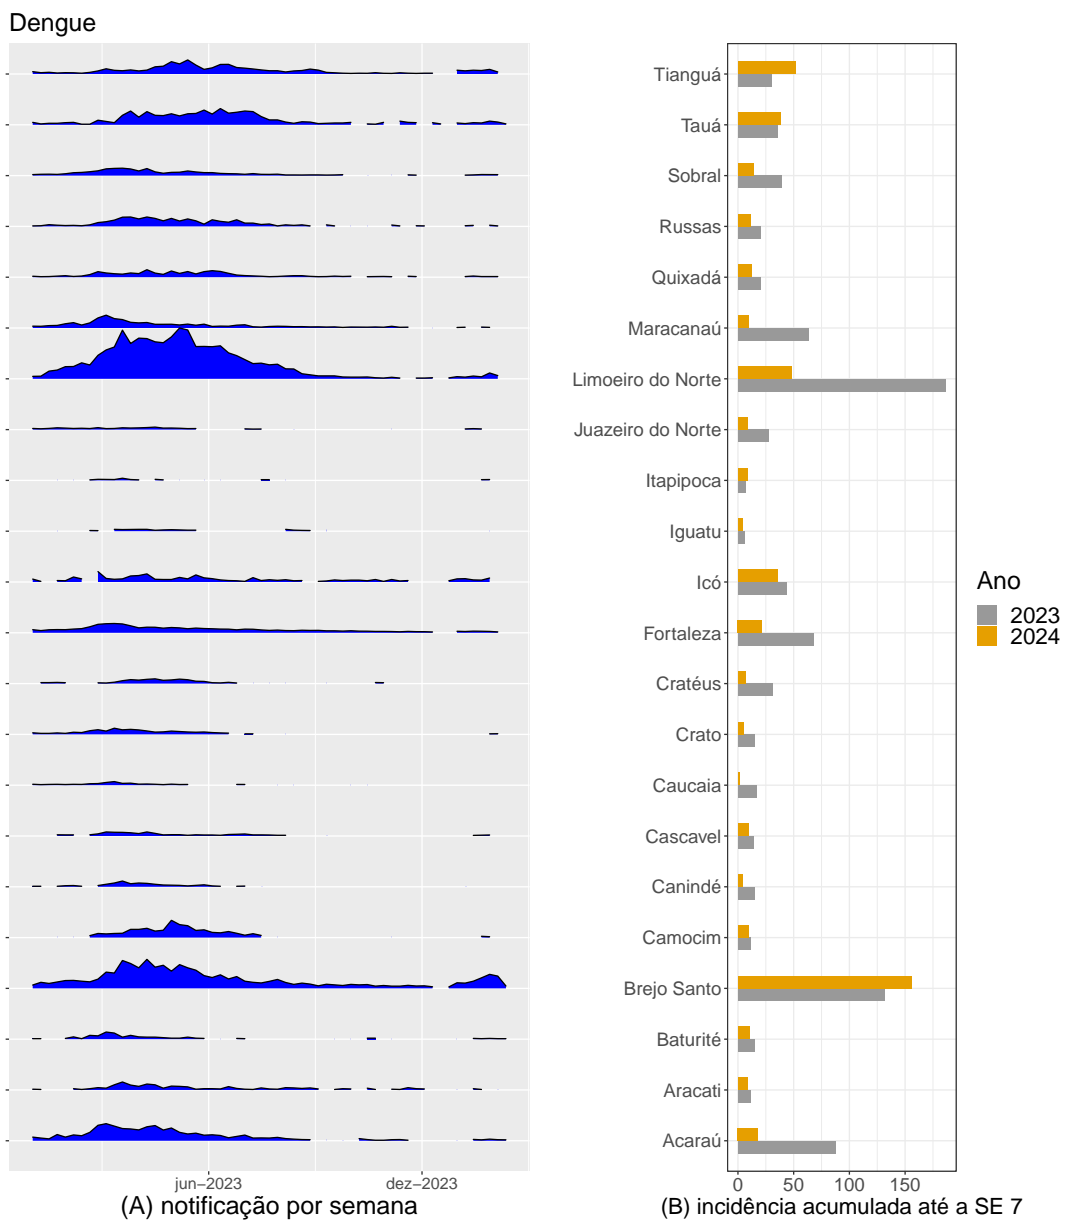 Dengue
Tianguá
Tauá
Sobral
Russas
Quixadá
Maracanaú
Limoeiro do Norte
Juazeiro do Norte
Itapipoca
Iguatu
Icó
Fortaleza
Cratéus
Crato
Caucaia
Cascavel
Canindé
Camocim
Brejo Santo
Baturité
Aracati
Acaraú
Ano
2023
2024
jun−2023 dez−2023
0 50 100 150
(A) notificação por semana
(B) incidência acumulada até a SE 7